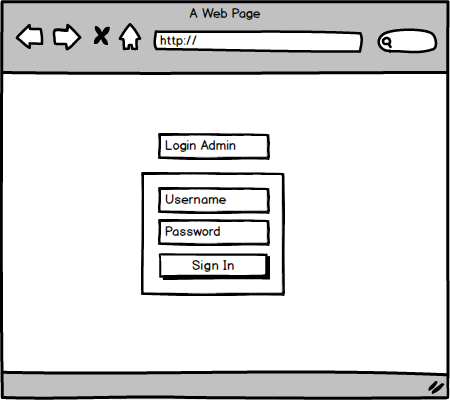 A Web Page
http://
Login Admin
Username
Password
Sign In